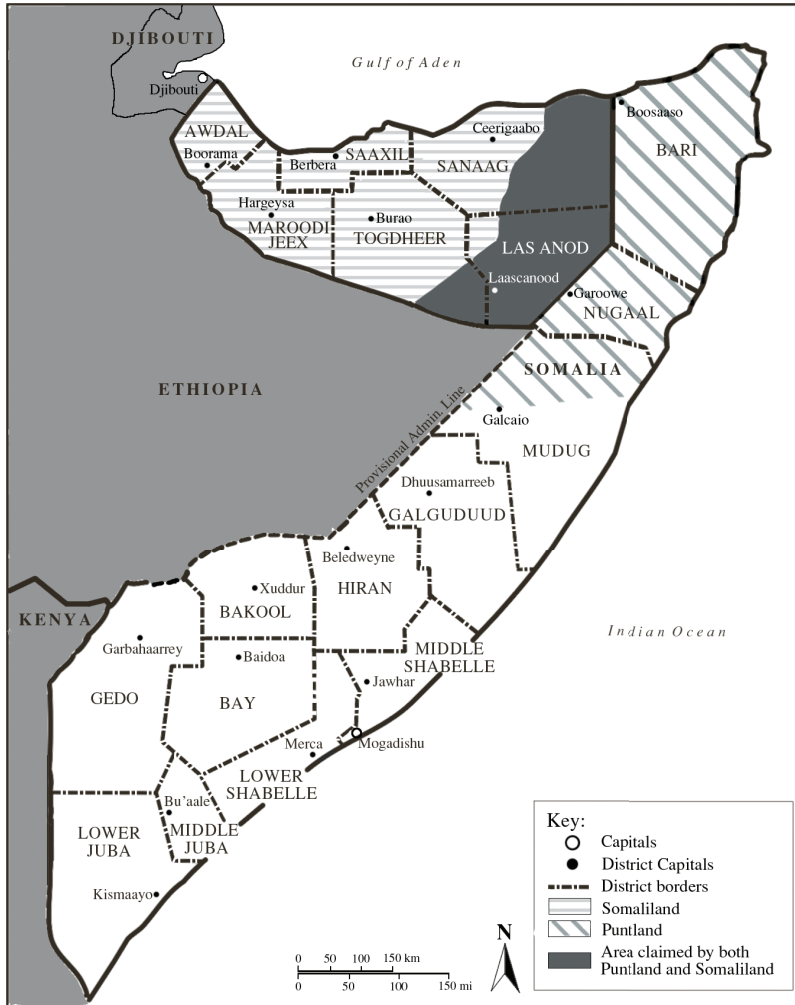 DJIBOUTI
Gulf of Aden
Djibouti
Boosaaso
AWDAL
Ceerigaabo
Boorama
Berbera
SAAXIL
SANAAG
BARI
Hargeysa
MAROODI
JEEX
Burao
TOGDHEER
LAS ANOD
Laascanood
Garoowe
NUGAAL
ETHIOPIA
SOMALIA
Provisional Admin. Line
Galcaio
MUDUG
Dhuusamarreeb
GALGUDUUD
Beledweyne
HIRAN
Xuddur
BAKOOL
KENYA
Garbahaarrey
Baidoa
MIDDLE
SHABELLE
Indian Ocean
GEDO
BAY
Jawhar
Merca
Mogadishu
LOWER
SHABELLE
Bu'aale
LOWER
JUBA
MIDDLE
JUBA
Kismaayo
Key:
Capitals
District Capitals
District borders
Somaliland
Puntland
Area claimed by both
Puntland and Somaliland
N
0 50 100 150 km
0 50 100 150 mi